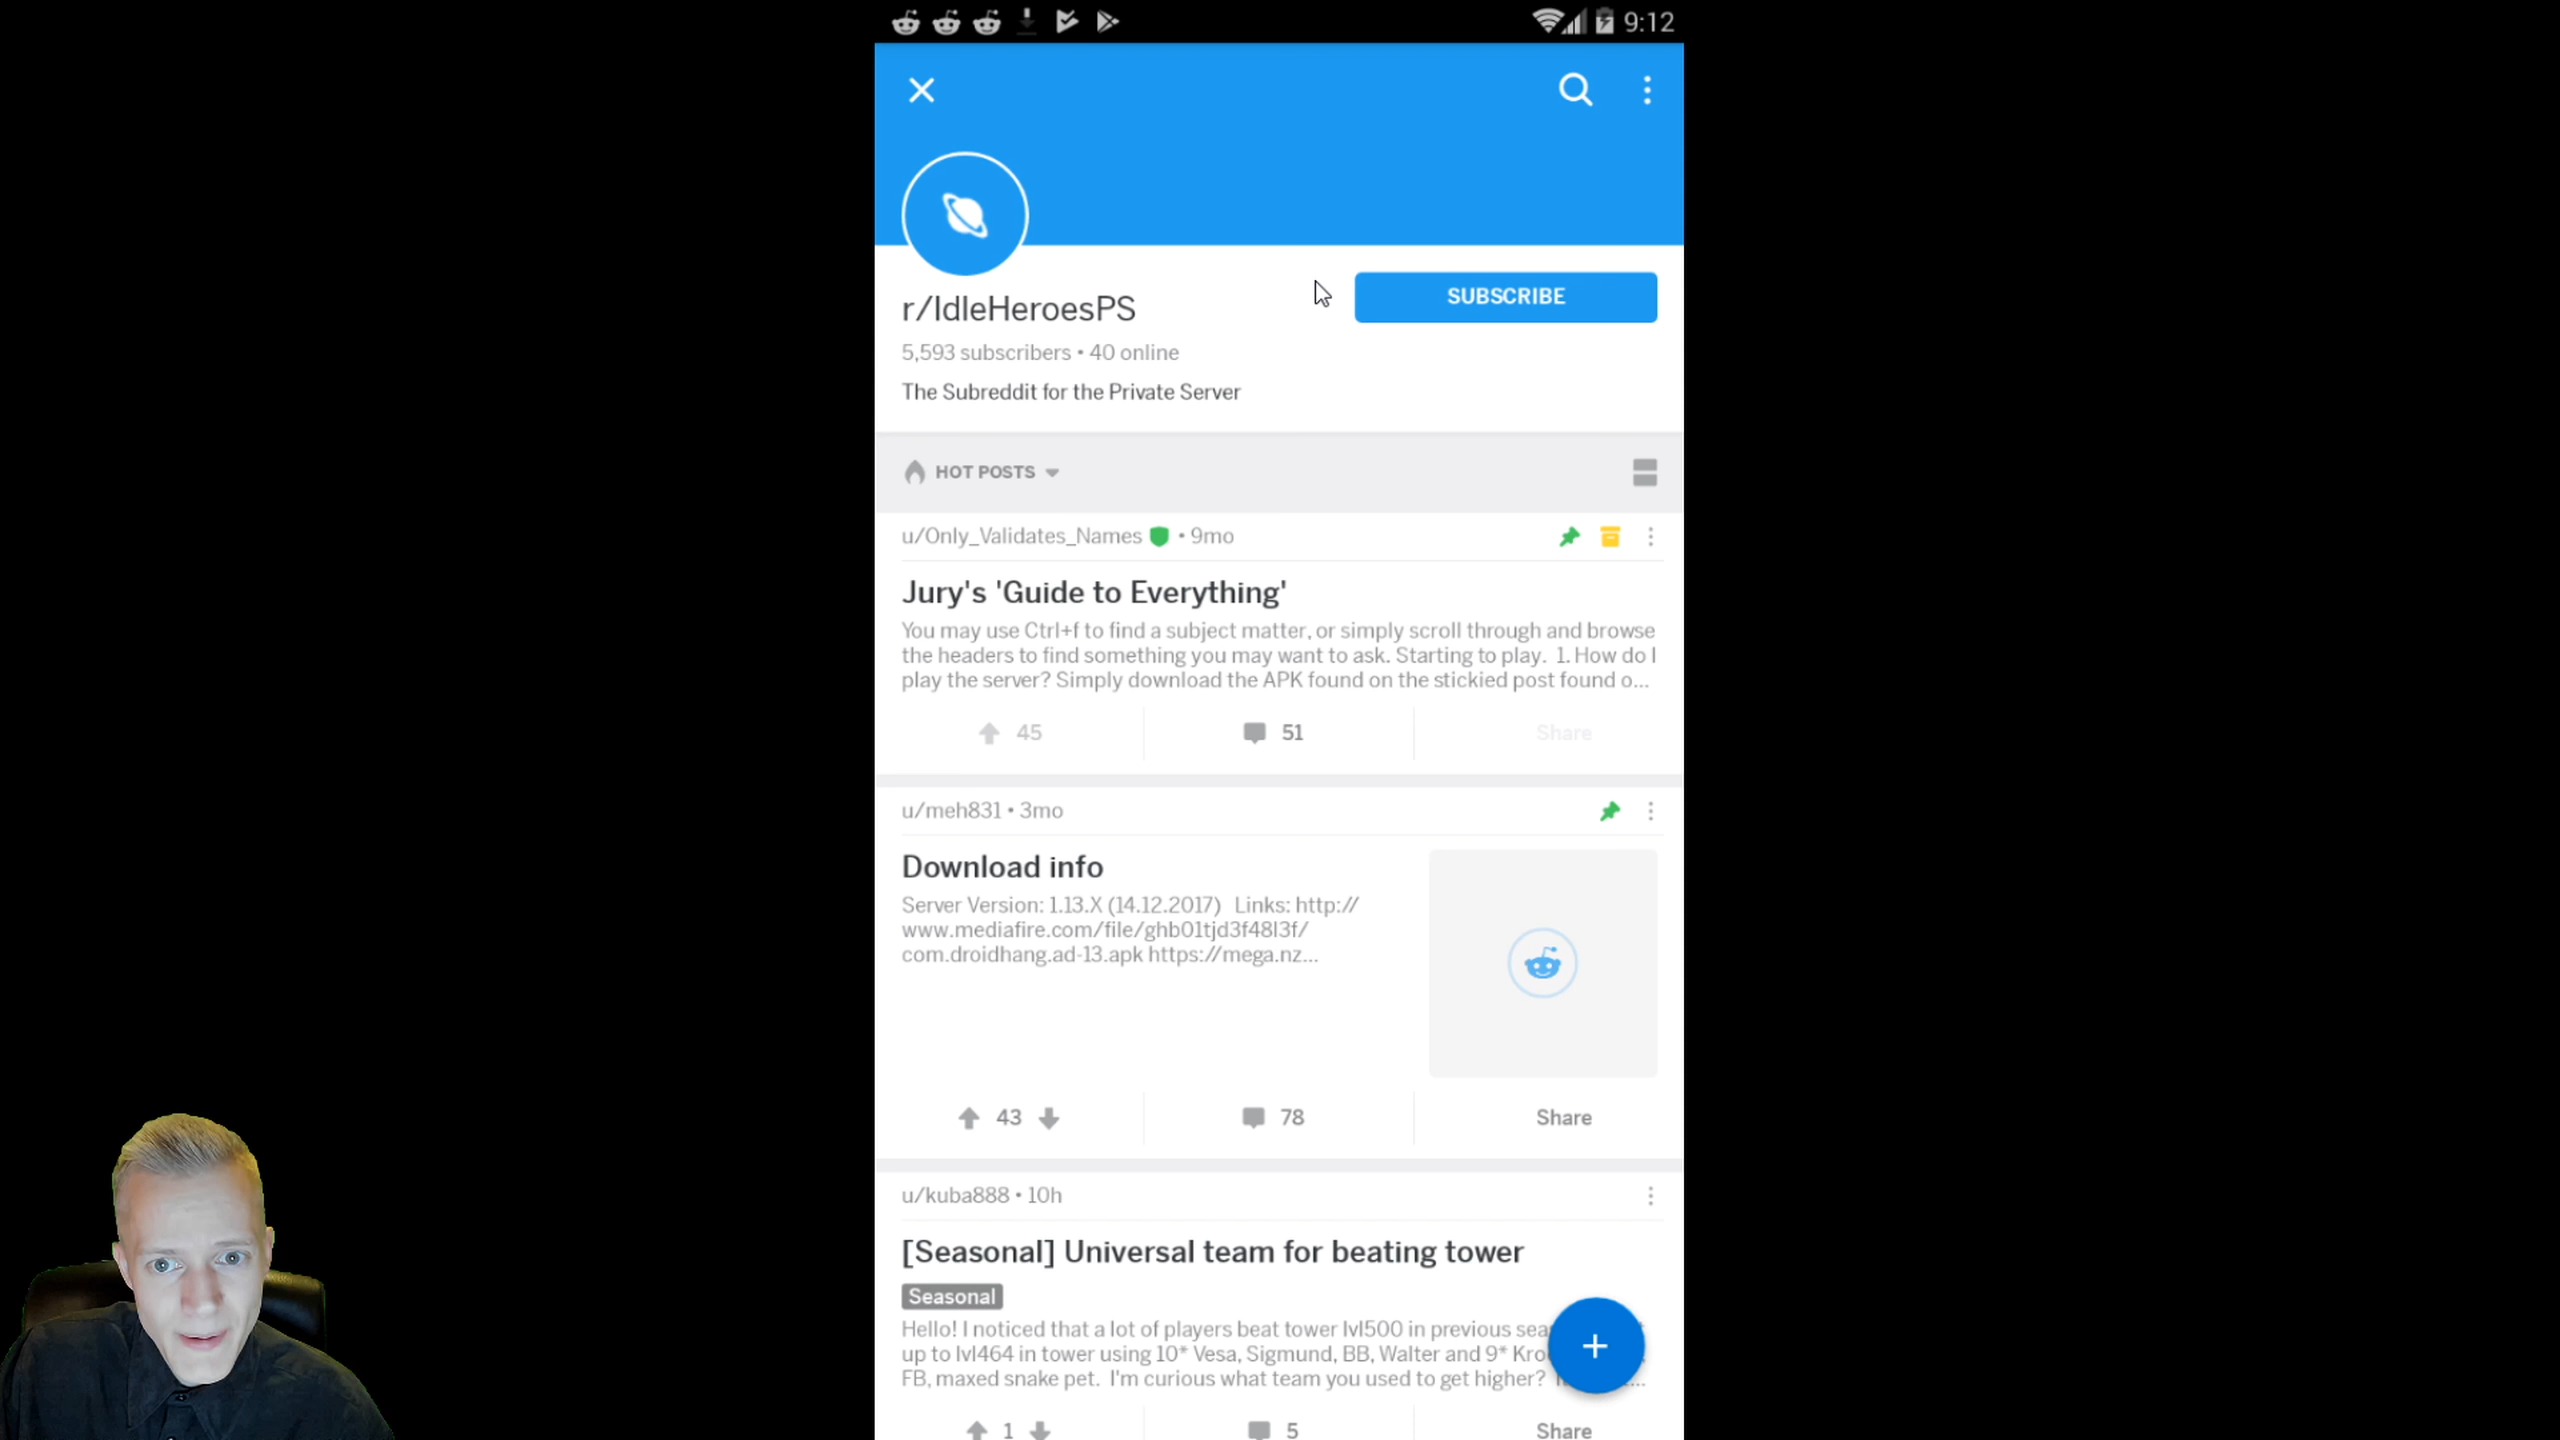 9:12
r/IdleHeroesPS
SUBSCRIBE
5,593 subscribers • 40 online
The Subreddit for the Private Server
HOT POSTS
u/Only_Validates_Names • 9mo
Jury's 'Guide to Everything'
You may use Ctrl+f to find a subject matter, or simply scroll through and browse
the headers to find something you may want to ask. Starting to play. 1. How do I
play the server? Simply download the APK found on the stickied post found o...
45
51
Share
u/meh831 • 3mo
Download info
Server Version: 1.13.X (14.12.2017) Links: http://
www.mediafire.com/file/ghb01tjd3f48l3f/
com.droidhang.ad-13.apk https://mega.nz...
43
78
Share
u/kuba888 • 10h
[Seasonal] Universal team for beating tower
Seasonal
Hello! I noticed that a lot of players beat tower lvl500 in previous
up to lvl464 in tower using 10* Vesa, Sigmund, BB, Walter and 9*
FB, maxed snake pet. I'm curious what team you used to get higher?
1
5
Share